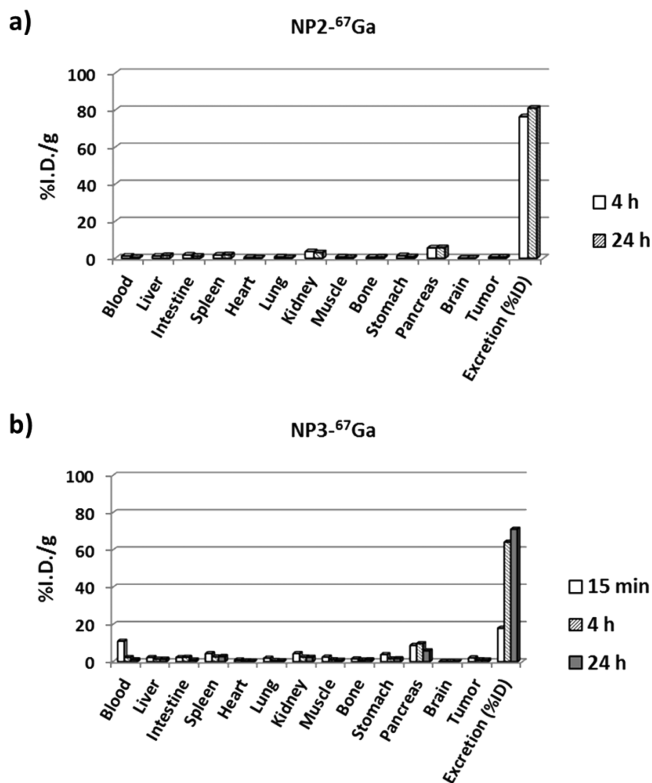 a)
NP2-⁶⁷Ga
100
80
60
40
20
0
%I.D./g
Blood
Liver
Intestine
Spleen
Heart
Lung
Kidney
Muscle
Bone
Stomach
Pancreas
Brain
Tumor
Excretion (%ID)
4 h
24 h
b)
NP3-⁶⁷Ga
100
80
60
40
20
0
%I.D./g
Blood
Liver
Intestine
Spleen
Heart
Lung
Kidney
Muscle
Bone
Stomach
Pancreas
Brain
Tumor
Excretion (%ID)
15 min
4 h
24 h